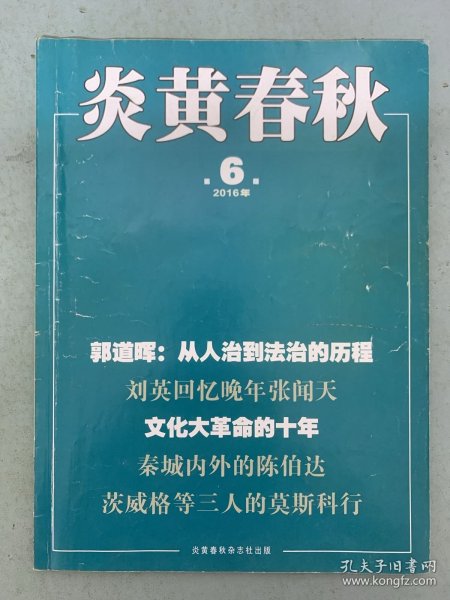 炎黄春秋
.6.
2016年
郭道晖：从人治到法治的历程
刘英回忆晚年张闻天
文化大革命的十年
秦城内外的陈伯达
茨威格等三人的莫斯科行
炎黄春秋杂志社出版
孔夫子旧书网
www.kongfz.com